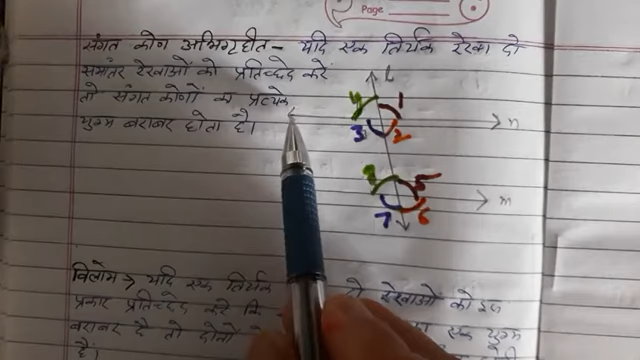 Page
संगत कोण अभिगृहीत - यदि एक तिर्यक रेखा दो
समांतर रेखाओं को प्रतिच्छेद करे
तो संगत कोणों का प्रत्येक
युग्म बराबर होता है।
l
4 1
3 2
n
8 5
7 6
m
विलोम → यदि एक तिर्यक रेखाओं को इस
प्रकार प्रतिच्छेद करे कि एक युग्म
बराबर है तो दोनों
है।